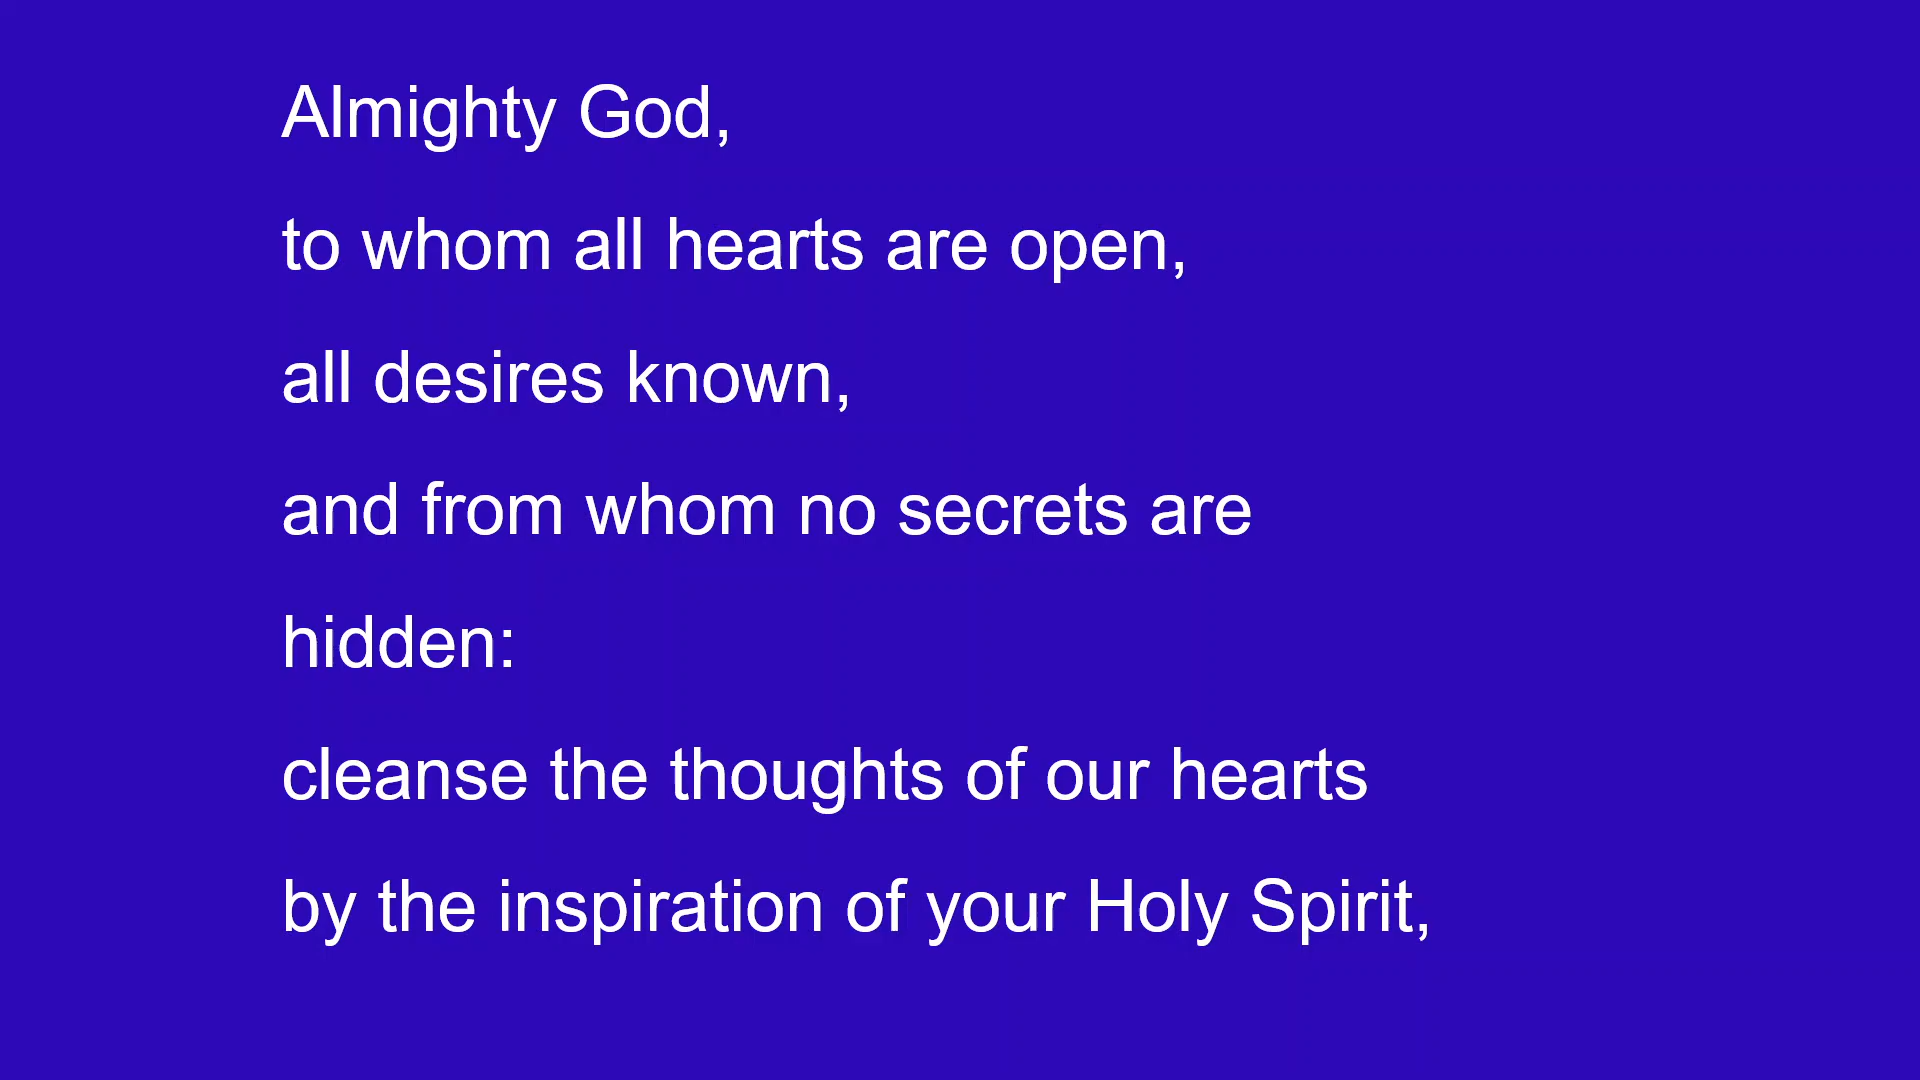 Almighty God,
to whom all hearts are open,
all desires known,
and from whom no secrets are
hidden:
cleanse the thoughts of our hearts
by the inspiration of your Holy Spirit,